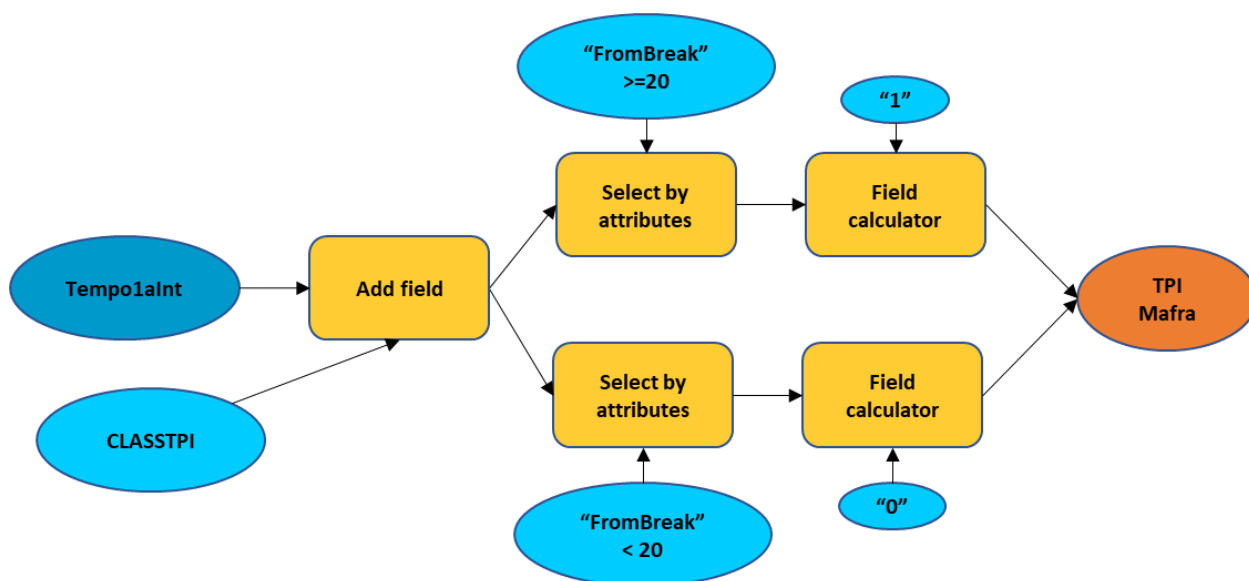 “FromBreak”
>=20
“1”
Select by
attributes
Field
calculator
Tempo1aInt
Add field
TPI
Mafra
CLASSTPI
Select by
attributes
Field
calculator
“FromBreak”
< 20
“0”